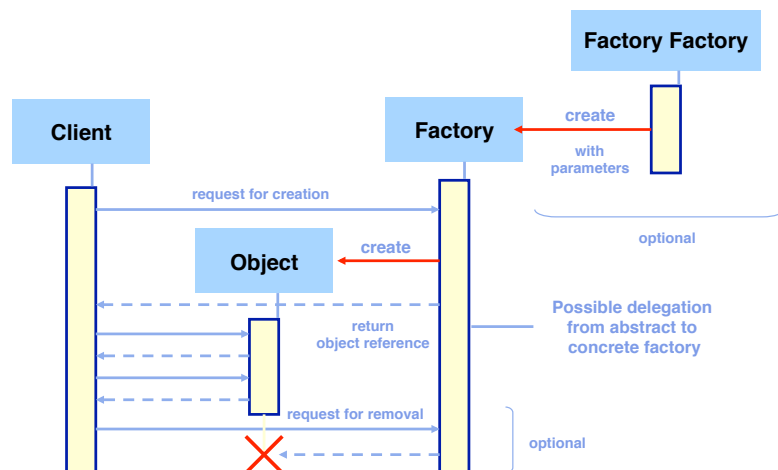 Factory Factory
Client
Factory
create
with
parameters
request for creation
optional
Object
create
return
object reference
Possible delegation
from abstract to
concrete factory
request for removal
optional